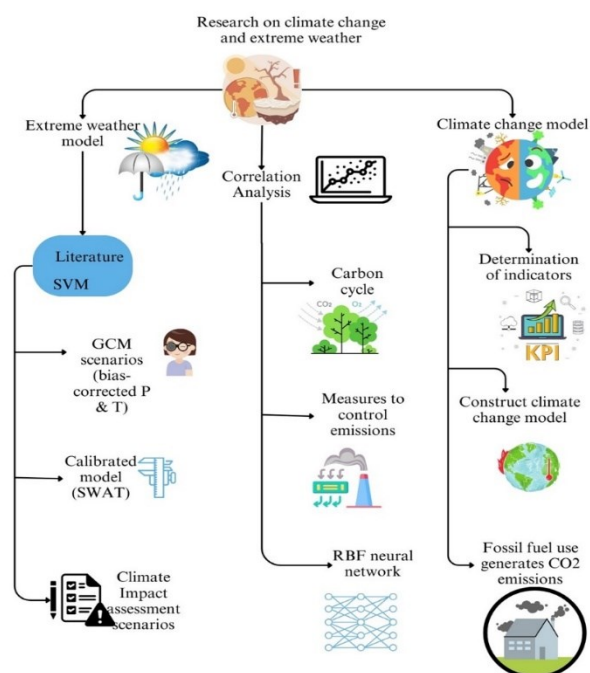 Research on climate change
and extreme weather
Extreme weather
model
Climate change model
Correlation
Analysis
Literature
SVM
Determination
of indicators
Carbon
cycle
CO₂
O₂
KPI
GCM
scenarios
(bias-
corrected P
& T)
Measures to
control
emissions
Construct climate
change model
Calibrated
model
(SWAT)
RBF neural
network
Fossil fuel use
generates CO2
emissions
Climate
Impact
assessment
scenarios